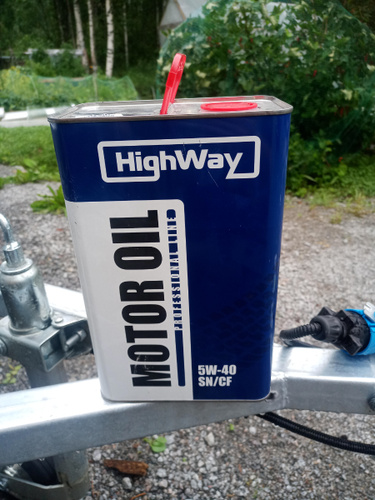 HighWay
MOTOR OIL
PROFESSIONAL LINE
5W-40
SN/CF